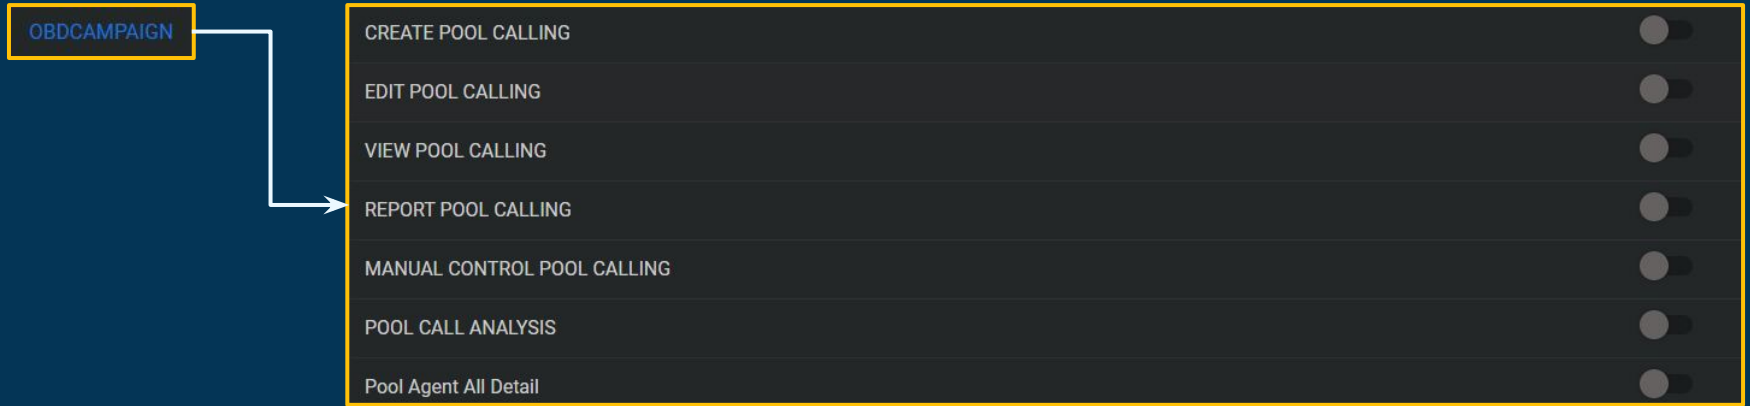 OBDCAMPAIGN
CREATE POOL CALLING
EDIT POOL CALLING
VIEW POOL CALLING
REPORT POOL CALLING
MANUAL CONTROL POOL CALLING
POOL CALL ANALYSIS
Pool Agent All Detail